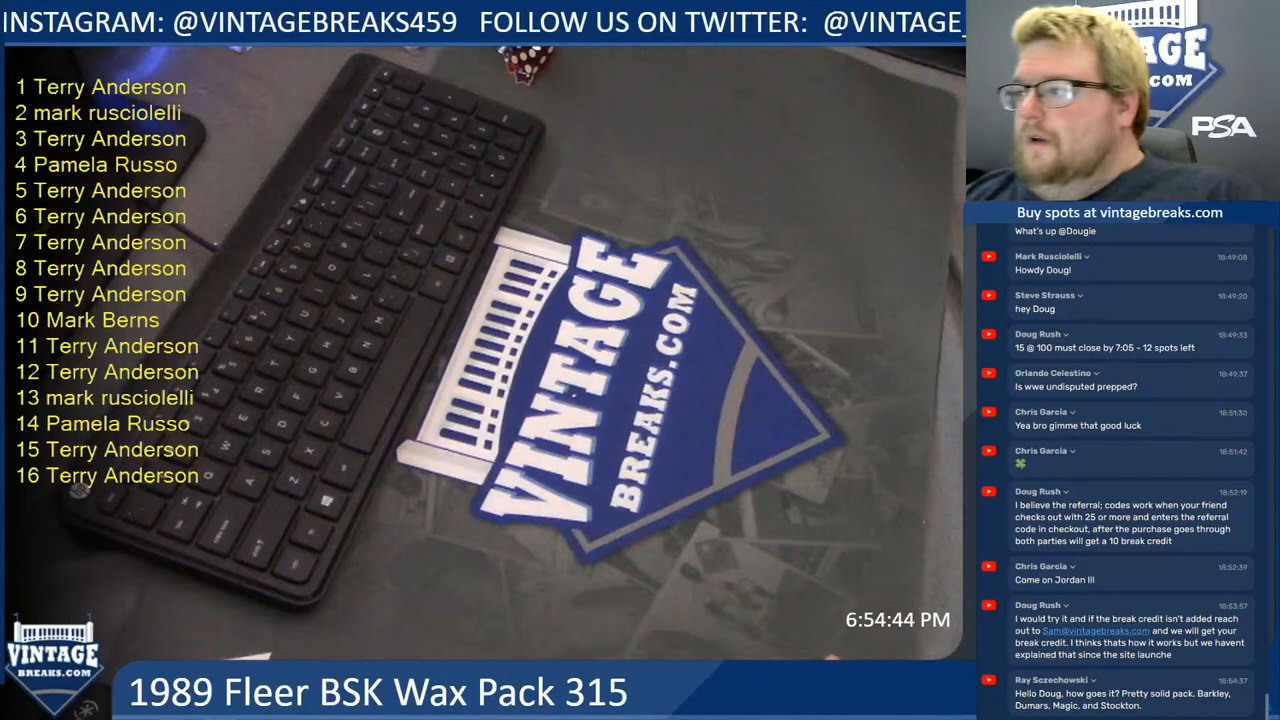 INSTAGRAM: @VINTAGEBREAKS459 FOLLOW US ON TWITTER: @VINTAGE_
1 Terry Anderson
2 mark rusciolelli
3 Terry Anderson
4 Pamela Russo
5 Terry Anderson
6 Terry Anderson
7 Terry Anderson
8 Terry Anderson
9 Terry Anderson
10 Mark Berns
11 Terry Anderson
12 Terry Anderson
13 mark rusciolelli
14 Pamela Russo
15 Terry Anderson
16 Terry Anderson
VINTAGE
BREAKS.COM
6:54:44 PM
VINTAGE
BREAKS.COM
1989 Fleer BSK Wax Pack 315
PSA
Buy spots at vintagebreaks.com
What's up @Dougie
Mark Rusciolelli 18:49:08
Howdy Doug!
Steve Strauss 18:49:20
hey Doug
Doug Rush 18:49:33
15 @ 100 must close by 7:05 - 12 spots left
Orlando Celestino 18:49:37
Is wwe undisputed prepped?
Chris Garcia 18:51:30
Yea bro gimme that good luck
Chris Garcia 18:51:42
Doug Rush 18:52:19
I believe the referral; codes work when your friend
checks out with 25 or more and enters the referral
code in checkout, after the purchase goes through
both parties will get a 10 break credit
Chris Garcia 18:52:39
Come on Jordan lll
Doug Rush 18:53:57
I would try it and if the break credit isn't added reach
out to Sam@vintagebreaks.com and we will get your
break credit. I thinks thats how it works but we havent
explained that since the site launche
Ray Sczechowski 18:54:37
Hello Doug, how goes it? Pretty solid pack. Barkley,
Dumars, Magic, and Stockton.